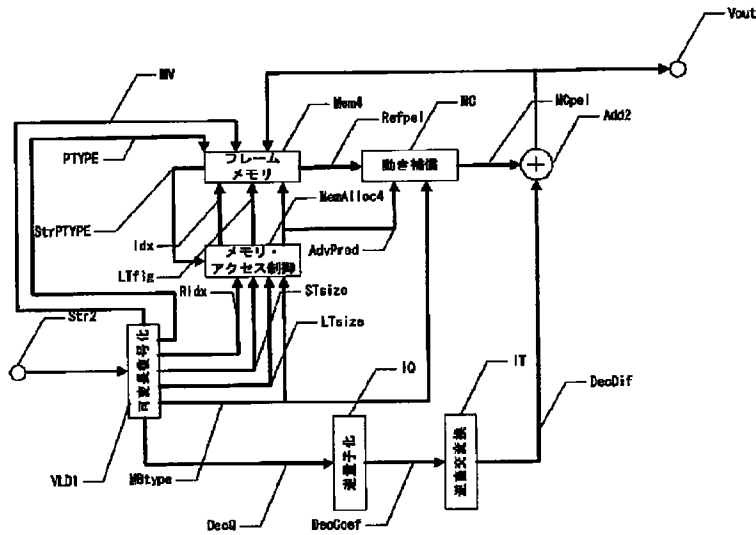 Vout
MV
Mem4
MC
Refpel
MCpel
Add2
PTYPE
フレーム
メモリ
動き補償
StrPTYPE
MemAlloc4
Idx
LTflg
メモリ・
アクセス制御
AdvPred
RIdx
STsize
Str2
LTsize
可変長復号化
IQ
IT
DecDif
逆量子化
逆直交変換
VLD1
MBtype
DecQ
DecCoef